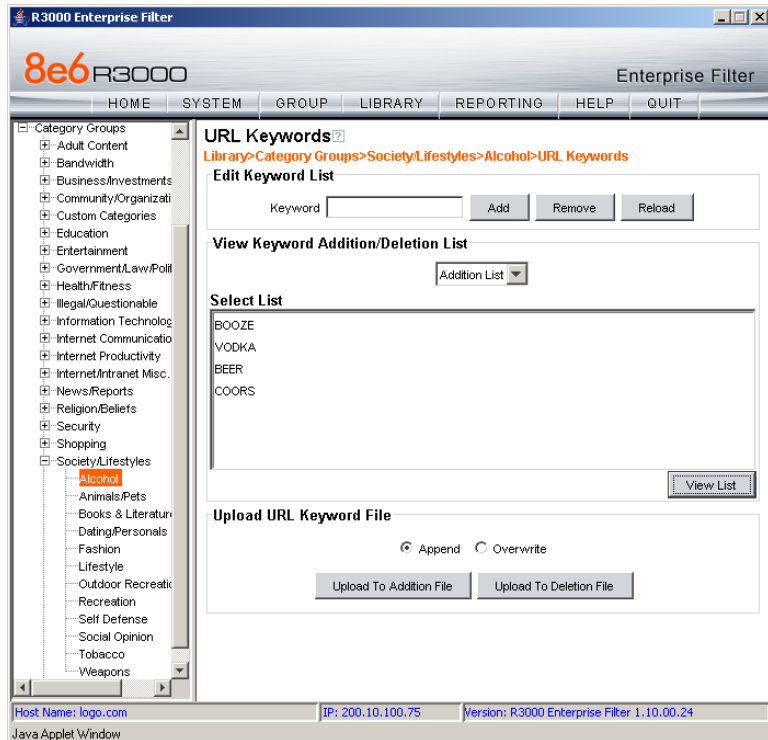 R3000 Enterprise Filter
8e6 R3000
Enterprise Filter
HOME SYSTEM GROUP LIBRARY REPORTING HELP QUIT
Category Groups
Adult Content
Bandwidth
Business/Investments
Community/Organizati
Custom Categories
Education
Entertainment
Government/Law/Polit
Health/Fitness
Illegal/Questionable
Information Technolog
Internet Communicatio
Internet Productivity
Internet/Intranet Misc.
News/Reports
Religion/Beliefs
Security
Shopping
Society/Lifestyles
Alcohol
Animals/Pets
Books & Literature
Dating/Personals
Fashion
Lifestyle
Outdoor Recreatio
Recreation
Self Defense
Social Opinion
Tobacco
Weapons
URL Keywords ?
Library>Category Groups>Society/Lifestyles>Alcohol>URL Keywords
Edit Keyword List
Keyword Add Remove Reload
View Keyword Addition/Deletion List
Addition List
Select List
BOOZE
VODKA
BEER
COORS
View List
Upload URL Keyword File
Append Overwrite
Upload To Addition File Upload To Deletion File
Host Name: logo.com IP: 200.10.100.75 Version: R3000 Enterprise Filter 1.10.00.24
Java Applet Window